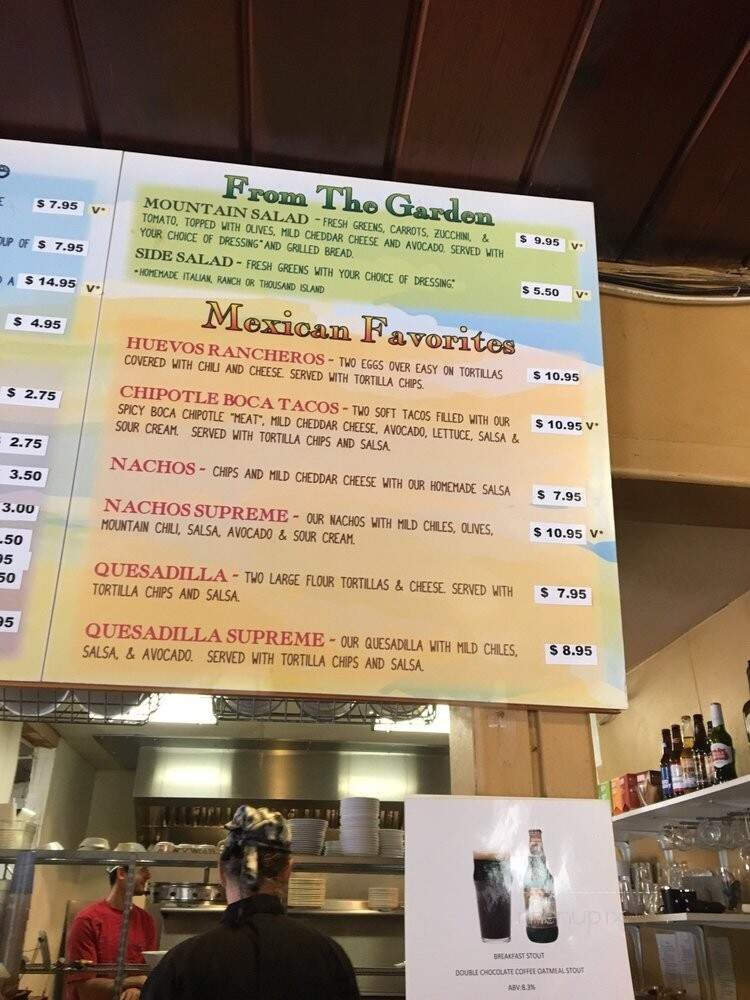 $ 7.95 V*
UP OF $ 7.95
A $ 14.95 V*
$ 4.95
$ 2.75
2.75
3.50
3.00
.50
95
50
95
From The Garden
MOUNTAIN SALAD - FRESH GREENS, CARROTS, ZUCCHINI, &
TOMATO, TOPPED WITH OLIVES, MILD CHEDDAR CHEESE AND AVOCADO. SERVED WITH
YOUR CHOICE OF DRESSING* AND GRILLED BREAD.
$ 9.95 V*
SIDE SALAD - FRESH GREENS WITH YOUR CHOICE OF DRESSING*
*HOMEMADE ITALIAN, RANCH OR THOUSAND ISLAND
$ 5.50 V*
Mexican Favorites
HUEVOS RANCHEROS - TWO EGGS OVER EASY ON TORTILLAS
COVERED WITH CHILI AND CHEESE. SERVED WITH TORTILLA CHIPS.
$ 10.95
CHIPOTLE BOCA TACOS - TWO SOFT TACOS FILLED WITH OUR
SPICY BOCA CHIPOTLE "MEAT", MILD CHEDDAR CHEESE, AVOCADO, LETTUCE, SALSA &
SOUR CREAM. SERVED WITH TORTILLA CHIPS AND SALSA.
$ 10.95 V*
NACHOS - CHIPS AND MILD CHEDDAR CHEESE WITH OUR HOMEMADE SALSA
$ 7.95
NACHOS SUPREME - OUR NACHOS WITH MILD CHILES, OLIVES,
MOUNTAIN CHILI, SALSA, AVOCADO & SOUR CREAM.
$ 10.95 V*
QUESADILLA - TWO LARGE FLOUR TORTILLAS & CHEESE. SERVED WITH
TORTILLA CHIPS AND SALSA.
$ 7.95
QUESADILLA SUPREME - OUR QUESADILLA WITH MILD CHILES,
SALSA, & AVOCADO. SERVED WITH TORTILLA CHIPS AND SALSA.
$ 8.95
BREAKFAST STOUT
DOUBLE CHOCOLATE COFFEE OATMEAL STOUT
ABV: 8.3%